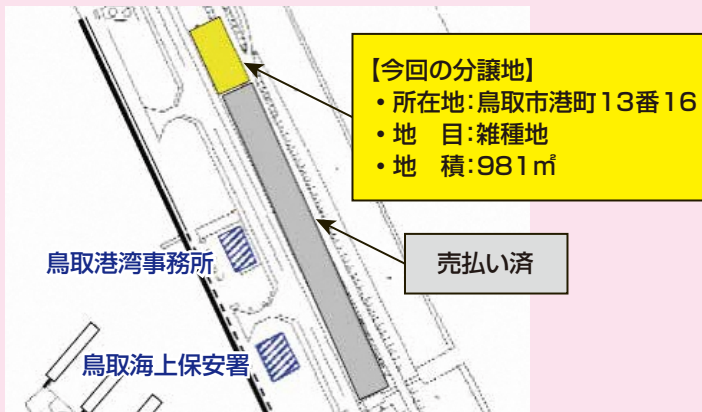 【今回の分譲地】
・所在地:鳥取市港町13番16
・地　目:雑種地
・地　積:981㎡
鳥取港湾事務所
売払い済
鳥取海上保安署